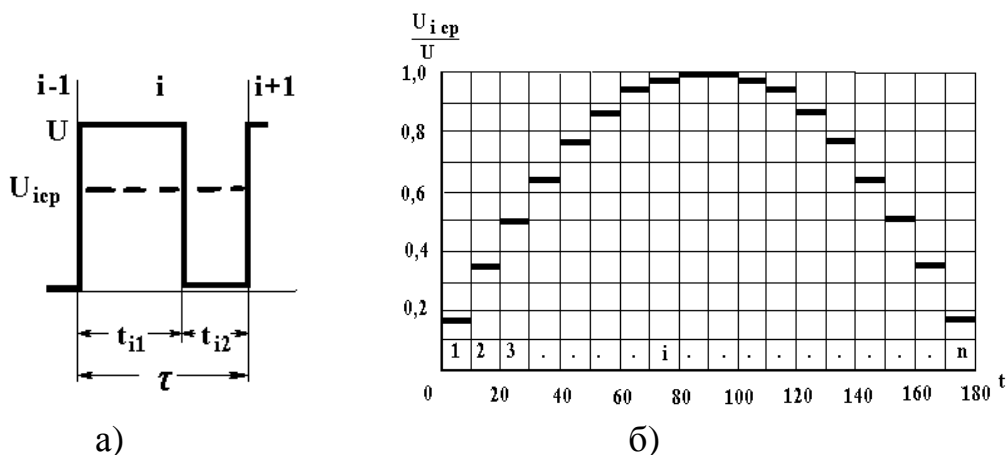 i-1 i i+1
U
U iср
t i1 t i2
τ
а)
U i ср
U
1,0
0,8
0,6
0,4
0,2
1 2 3 . . . . i . . . . . . . . . n
0 20 40 60 80 100 120 140 160 180 t
б)